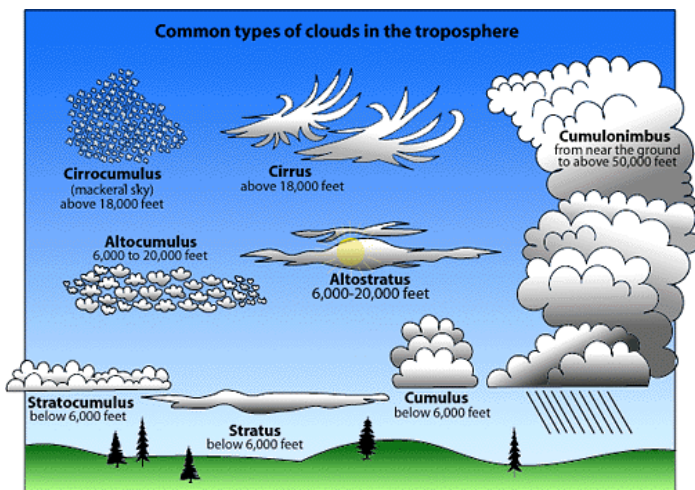 Common types of clouds in the troposphere
Cirrocumulus
(mackeral sky)
above 18,000 feet
Cirrus
above 18,000 feet
Cumulonimbus
from near the ground
to above 50,000 feet
Altocumulus
6,000 to 20,000 feet
Altostratus
6,000-20,000 feet
Stratocumulus
below 6,000 feet
Stratus
below 6,000 feet
Cumulus
below 6,000 feet